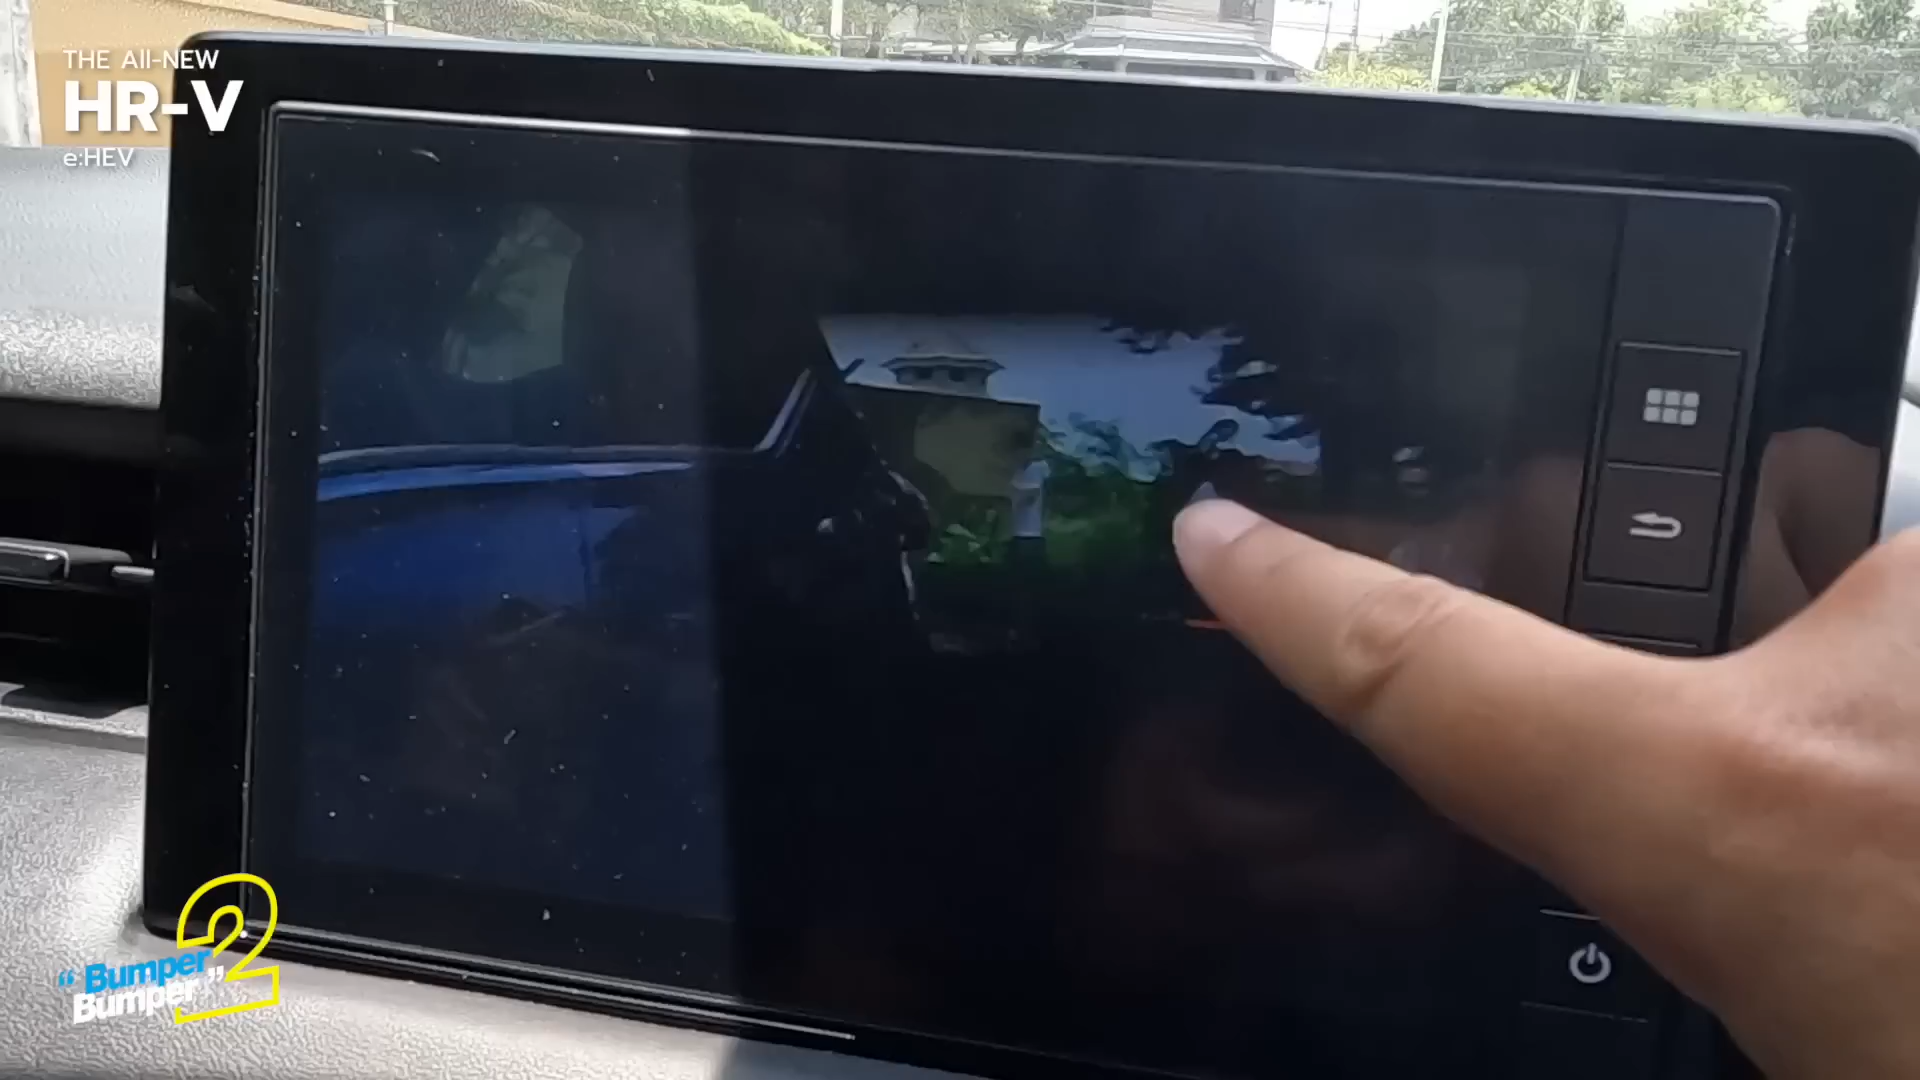 THE All-NEW
HR-V
e:HEV
"Bumper
Bumper"
2